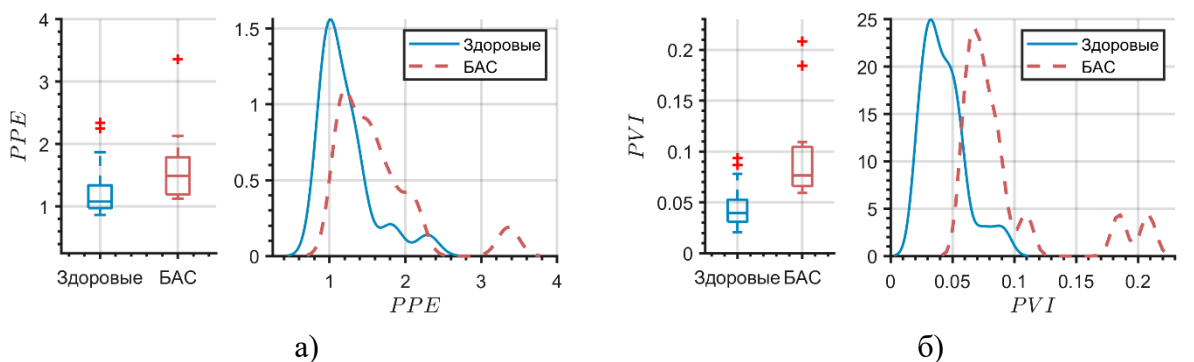 4
3
2
1
PPE
Здоровые БАС
1.5
1
0.5
0
1 2 3 4
PPE
Здоровые
БАС
а)
0.2
0.15
0.1
0.05
0
PVI
Здоровые БАС
25
20
15
10
5
0
0 0.05 0.1 0.15 0.2
PVI
Здоровые
БАС
б)